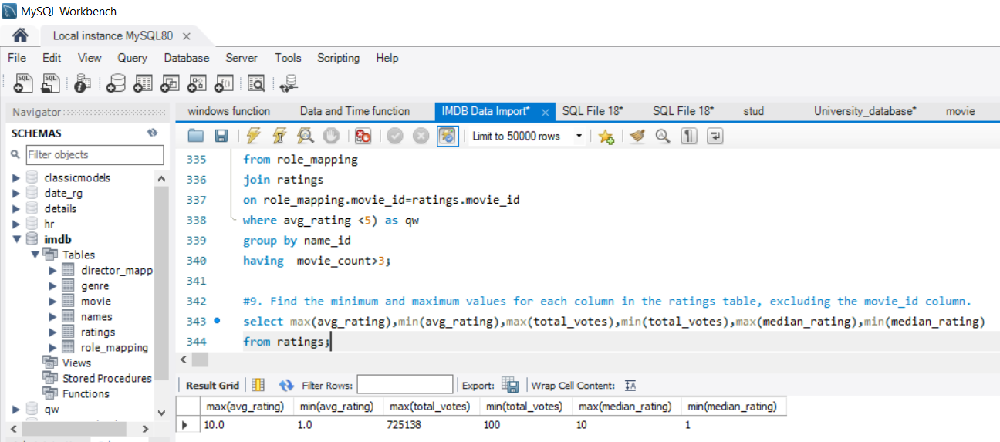 MySQL Workbench
Local instance MySQL80
File Edit View Query Database Server Tools Scripting Help
Navigator
SCHEMAS
Filter objects
classicmodels
date_rg
details
hr
imdb
Tables
director_mapp
genre
movie
names
ratings
role_mapping
Views
Stored Procedures
Functions
qw
windows function Data and Time function IMDB Data Import* SQL File 18* SQL File 18* stud University_database* movie
Limit to 50000 rows
335 from role_mapping
336 join ratings
337 on role_mapping.movie_id=ratings.movie_id
338 where avg_rating <5) as qw
339 group by name_id
340 having  movie_count>3;
341
342 #9. Find the minimum and maximum values for each column in the ratings table, excluding the movie_id column.
343 select max(avg_rating),min(avg_rating),max(total_votes),min(total_votes),max(median_rating),min(median_rating)
344 from ratings;
Result Grid Filter Rows: Export: Wrap Cell Content: IA
max(avg_rating) min(avg_rating) max(total_votes) min(total_votes) max(median_rating) min(median_rating)
10.0 1.0 725138 100 10 1